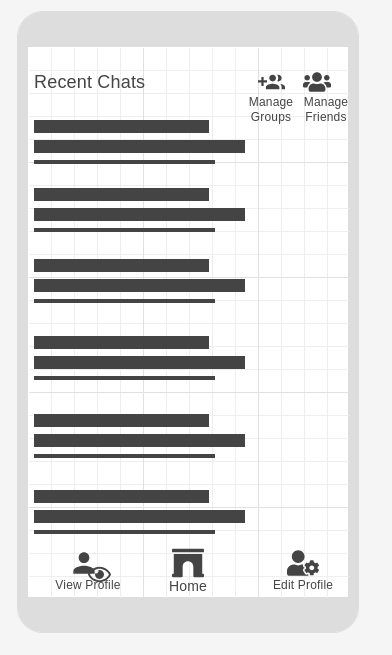 Recent Chats
Manage Groups
Manage Friends
View Profile
Home
Edit Profile